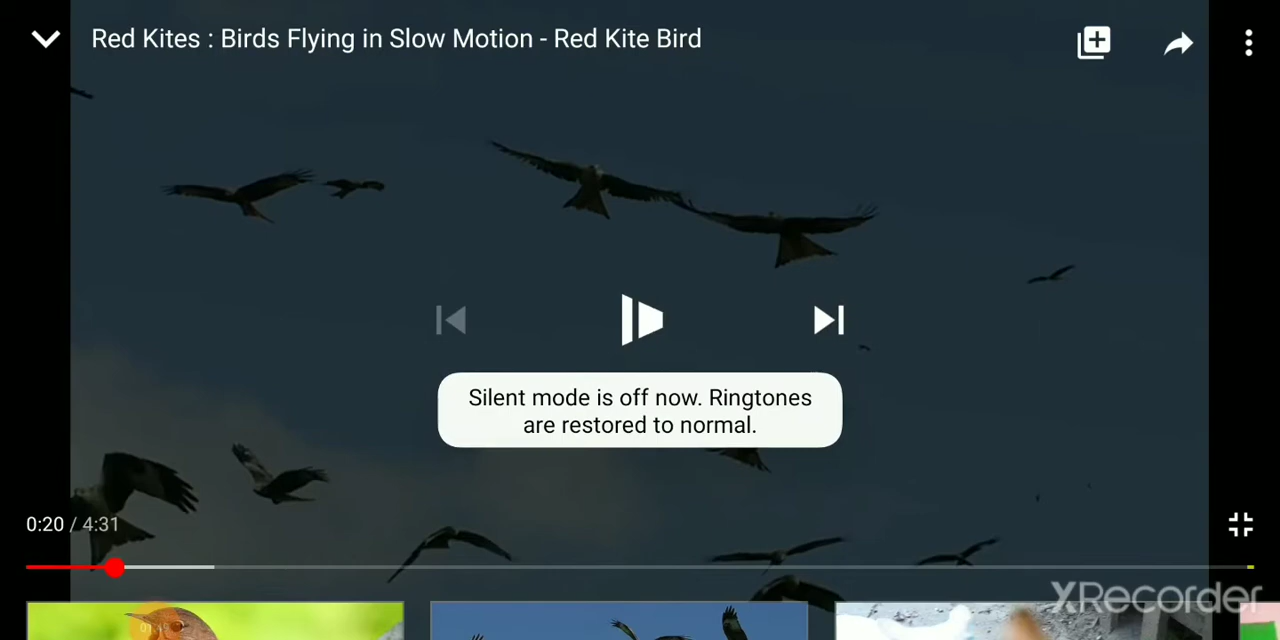 Red Kites : Birds Flying in Slow Motion - Red Kite Bird
Silent mode is off now. Ringtones
are restored to normal.
0:20 / 4:31
XRecorder